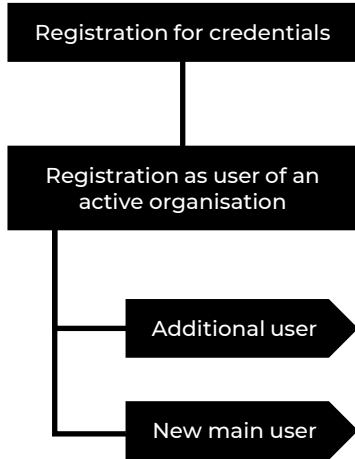 Registration for credentials
Registration as user of an
active organisation
Additional user
New main user